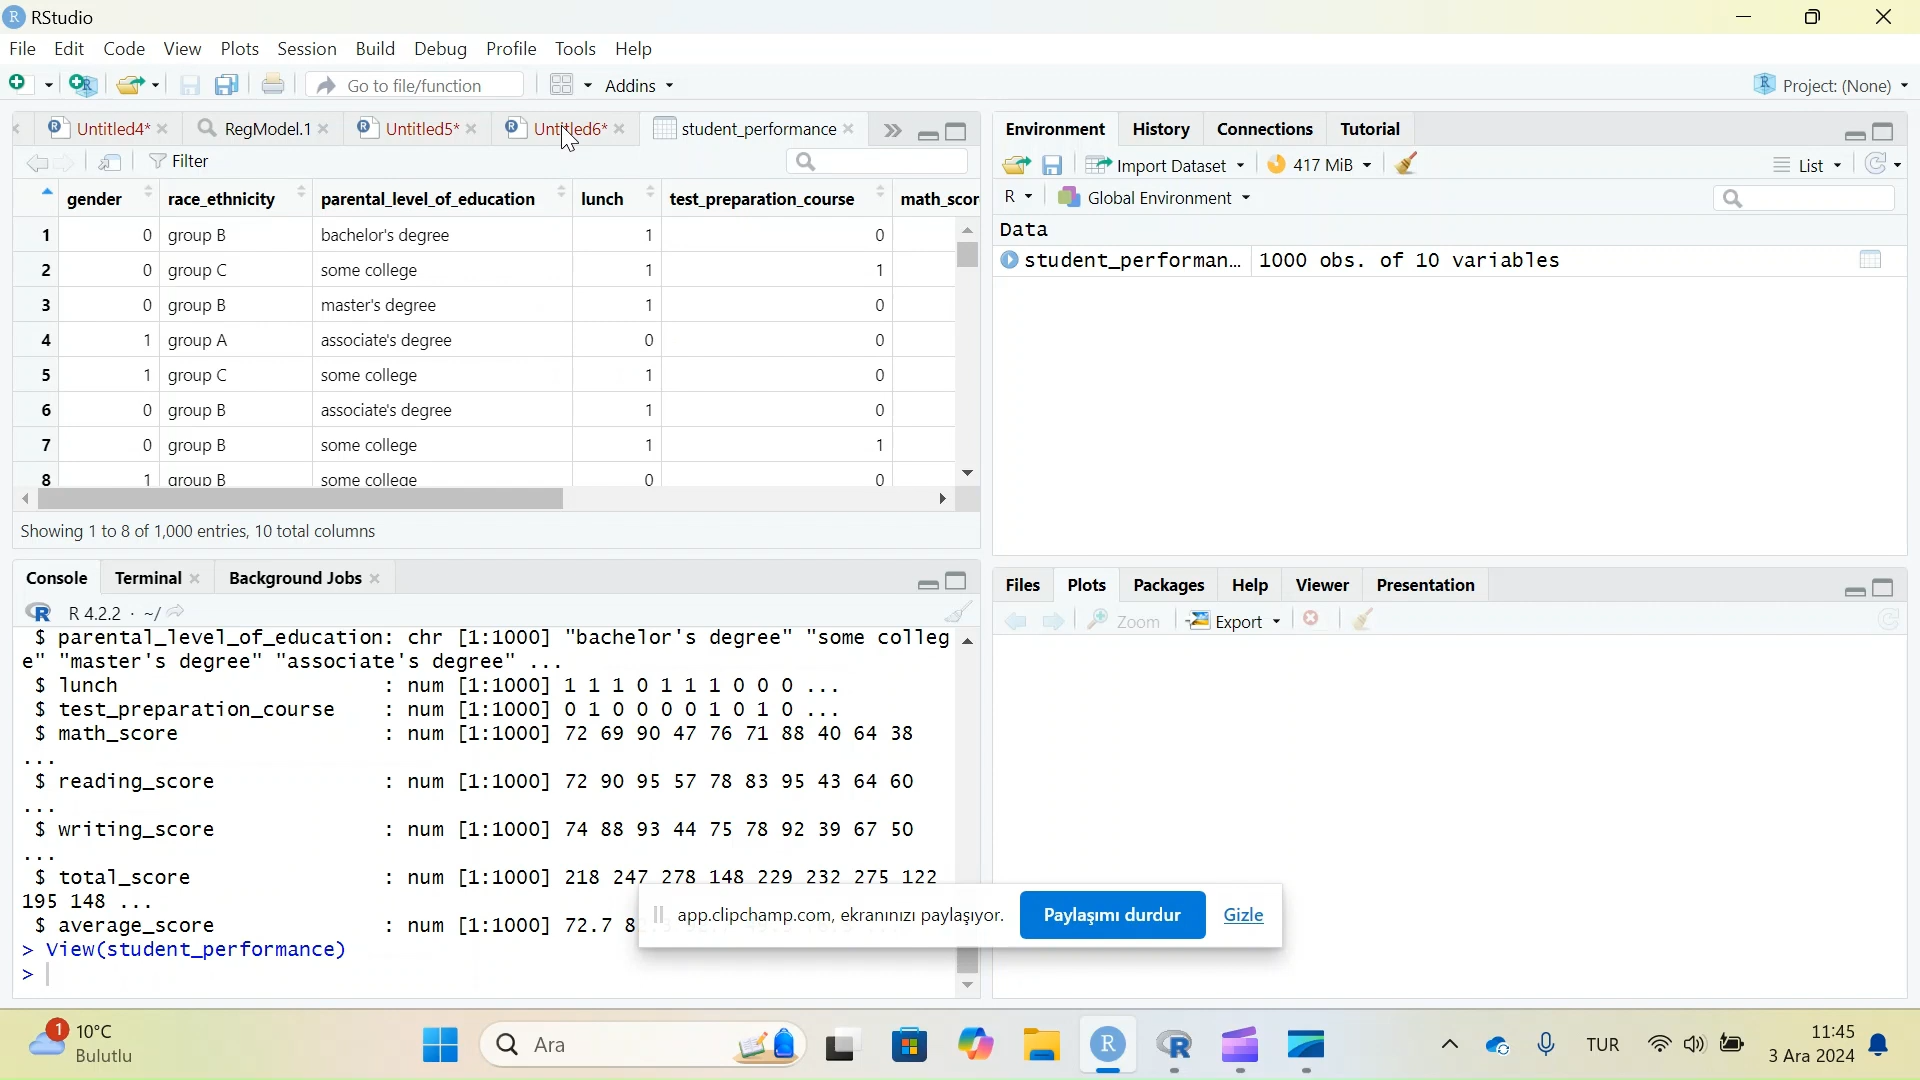 RStudio
File Edit Code View Plots Session Build Debug Profile Tools Help
Go to file/function Addins Project: (None)
Untitled4* RegModel.1 Untitled5* Untitled6* student_performance
Filter
gender race_ethnicity parental_level_of_education lunch test_preparation_course math_scor
1 0 group B bachelor's degree 1 0
2 0 group C some college 1 1
3 0 group B master's degree 1 0
4 1 group A associate's degree 0 0
5 1 group C some college 1 0
6 0 group B associate's degree 1 0
7 0 group B some college 1 1
8 1 group B some college 0 0
Showing 1 to 8 of 1,000 entries, 10 total columns
Environment History Connections Tutorial
Import Dataset 417 MiB List
R Global Environment
Data
student_performan… 1000 obs. of 10 variables
Console Terminal Background Jobs
R 4.2.2 · ~/
$ parental_level_of_education: chr [1:1000] "bachelor's degree" "some colleg
e" "master's degree" "associate's degree" ...
$ lunch : num [1:1000] 1 1 1 0 1 1 1 0 0 0 ...
$ test_preparation_course : num [1:1000] 0 1 0 0 0 0 1 0 1 0 ...
$ math_score : num [1:1000] 72 69 90 47 76 71 88 40 64 38
...
$ reading_score : num [1:1000] 72 90 95 57 78 83 95 43 64 60
...
$ writing_score : num [1:1000] 74 88 93 44 75 78 92 39 67 50
...
$ total_score : num [1:1000] 218 247 278 148 229 232 275 122
195 148 ...
$ average_score : num [1:1000] 72.7 8
> View(student_performance)
>
Files Plots Packages Help Viewer Presentation
Zoom Export
app.clipchamp.com, ekranınızı paylaşıyor. Paylaşımı durdur Gizle
1 10°C
Bulutlu
Ara
TUR
11:45
3 Ara 2024